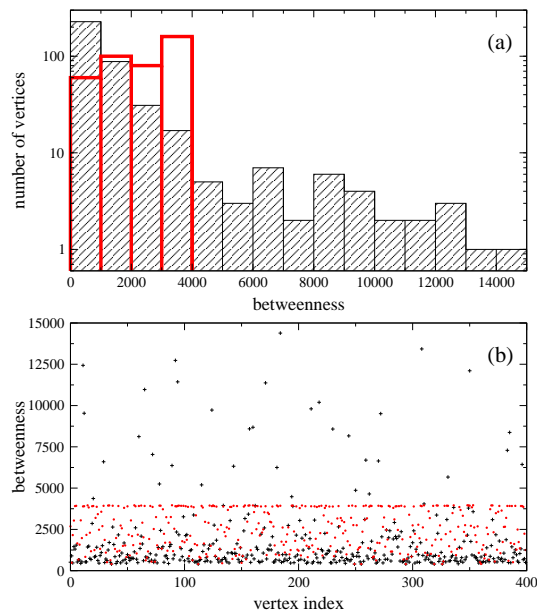 100
10
1
number of vertices
(a)
0 2000 4000 6000 8000 10000 12000 14000
betweenness
15000
12500
10000
7500
5000
2500
0
betweenness
(b)
0 100 200 300 400
vertex index